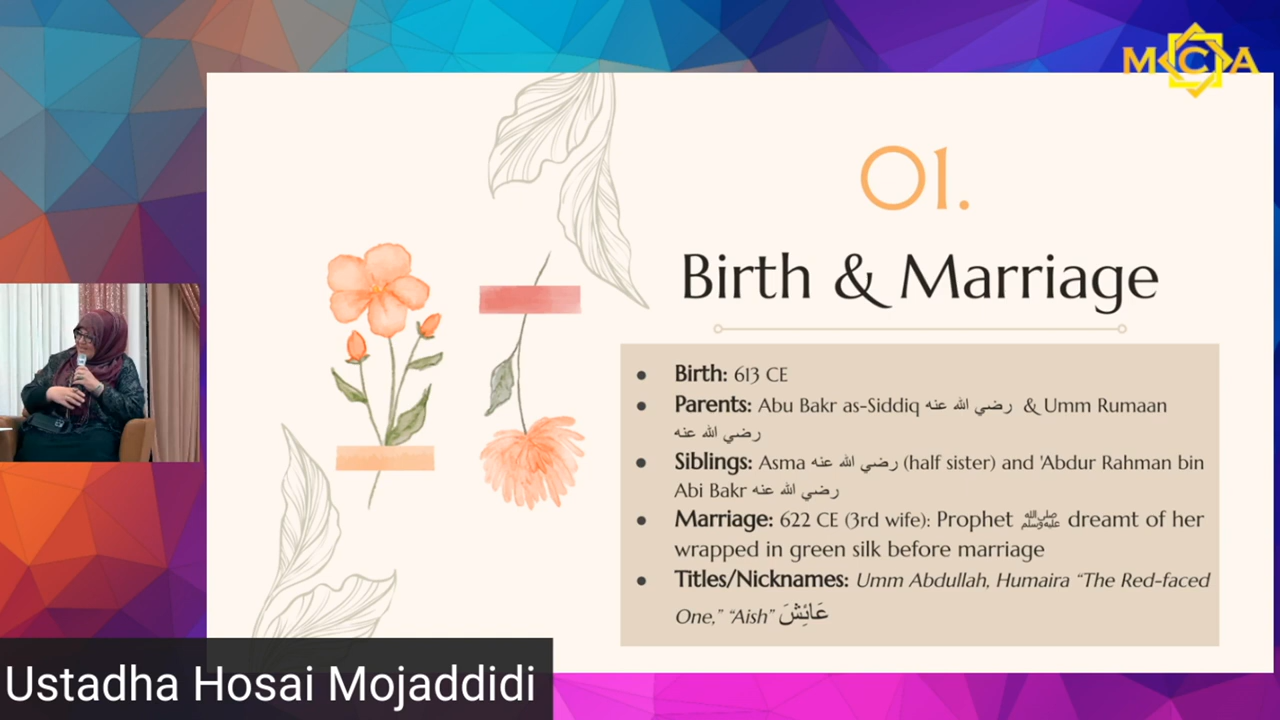 MCA
01.
Birth & Marriage
● Birth: 613 CE
● Parents: Abu Bakr as-Siddiq رضي الله عنه & Umm Rumaan
رضي الله عنه
● Siblings: Asma رضي الله عنه (half sister) and 'Abdur Rahman bin
Abi Bakr رضي الله عنه
● Marriage: 622 CE (3rd wife): Prophet ﷺ dreamt of her
wrapped in green silk before marriage
● Titles/Nicknames: Umm Abdullah, Humaira “The Red-faced
One,” “Aish” عَائِشَ
Ustadha Hosai Mojaddidi